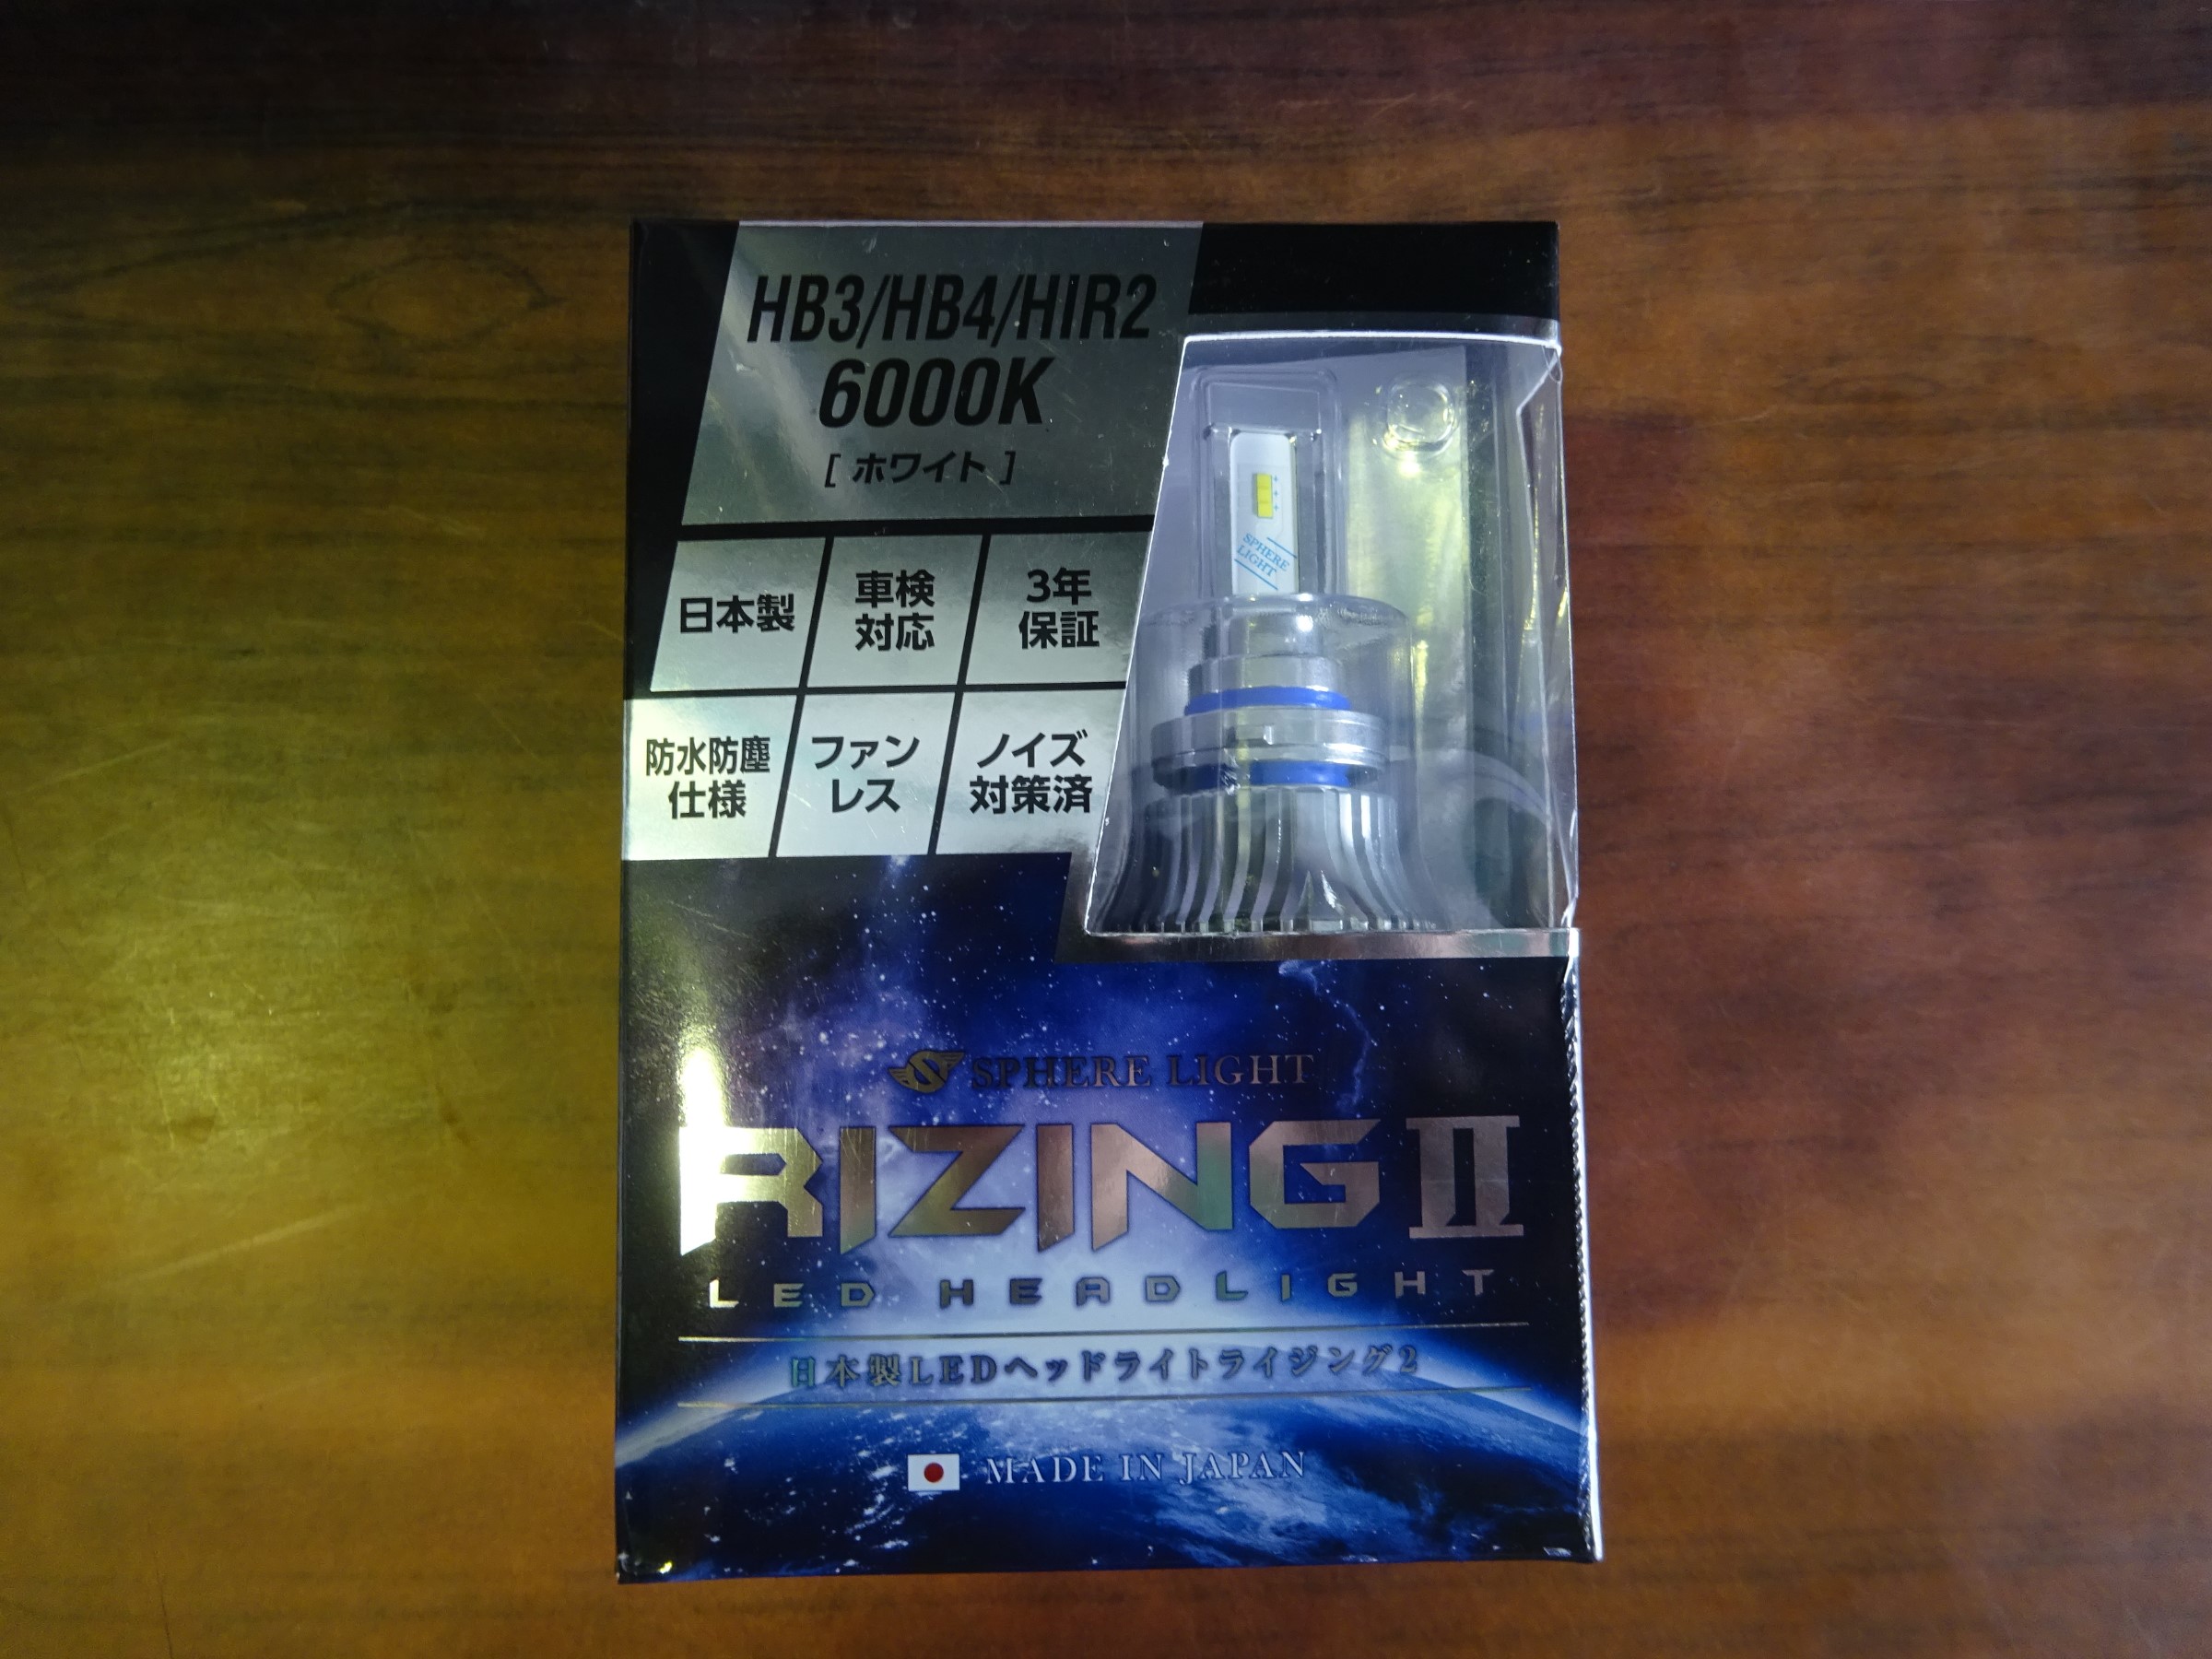 HB3/HB4/HIR2
6000K
[ ホワイト ]
日本製
車検
対応
3年
保証
防水防塵
仕様
ファン
レス
ノイズ
対策済
SPHERE
LIGHT
SPHERE LIGHT
RIZING II
LED HEADLIGHT
日本製LEDヘッドライトライジング2
MADE IN JAPAN